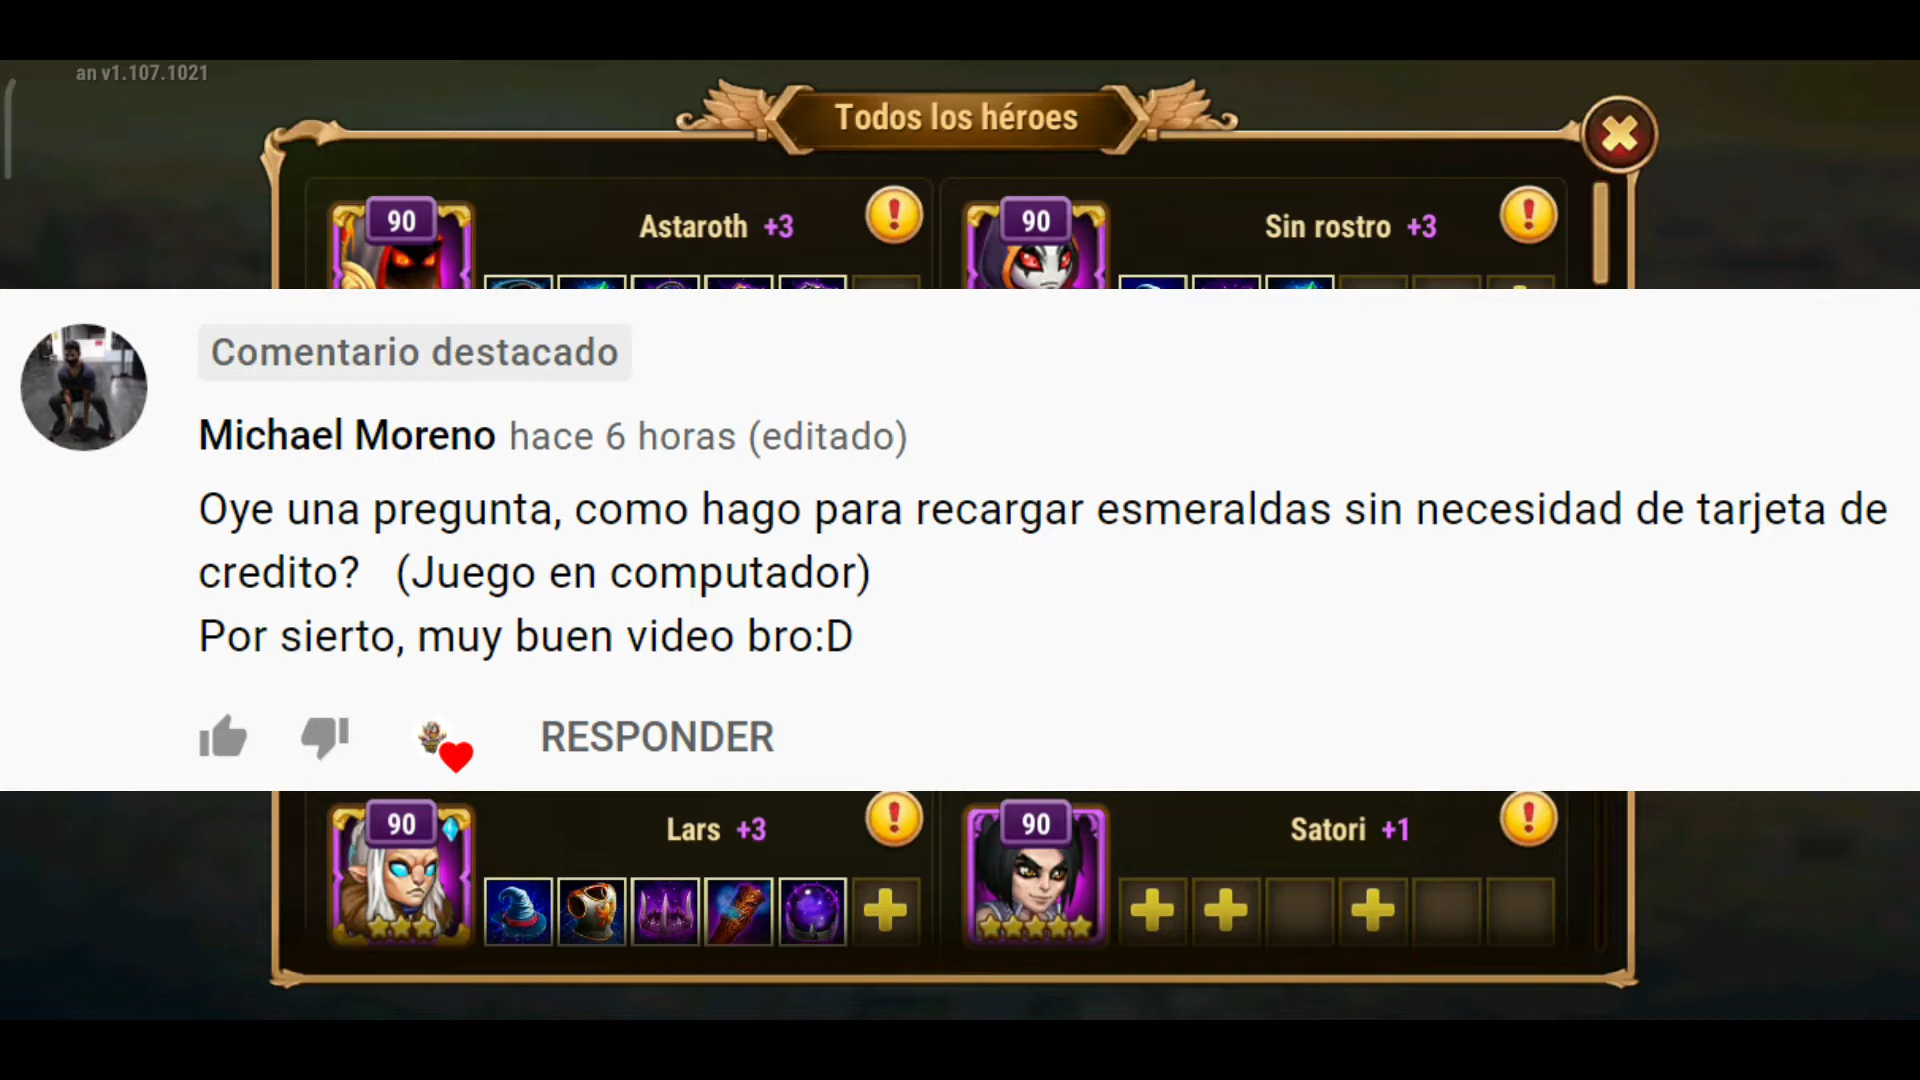 an v1.107.1021
Todos los héroes
90
Astaroth +3
90
Sin rostro +3
Comentario destacado
Michael Moreno hace 6 horas (editado)
Oye una pregunta, como hago para recargar esmeraldas sin necesidad de tarjeta de
credito? (Juego en computador)
Por sierto, muy buen video bro:D
RESPONDER
90
Lars +3
90
Satori +1